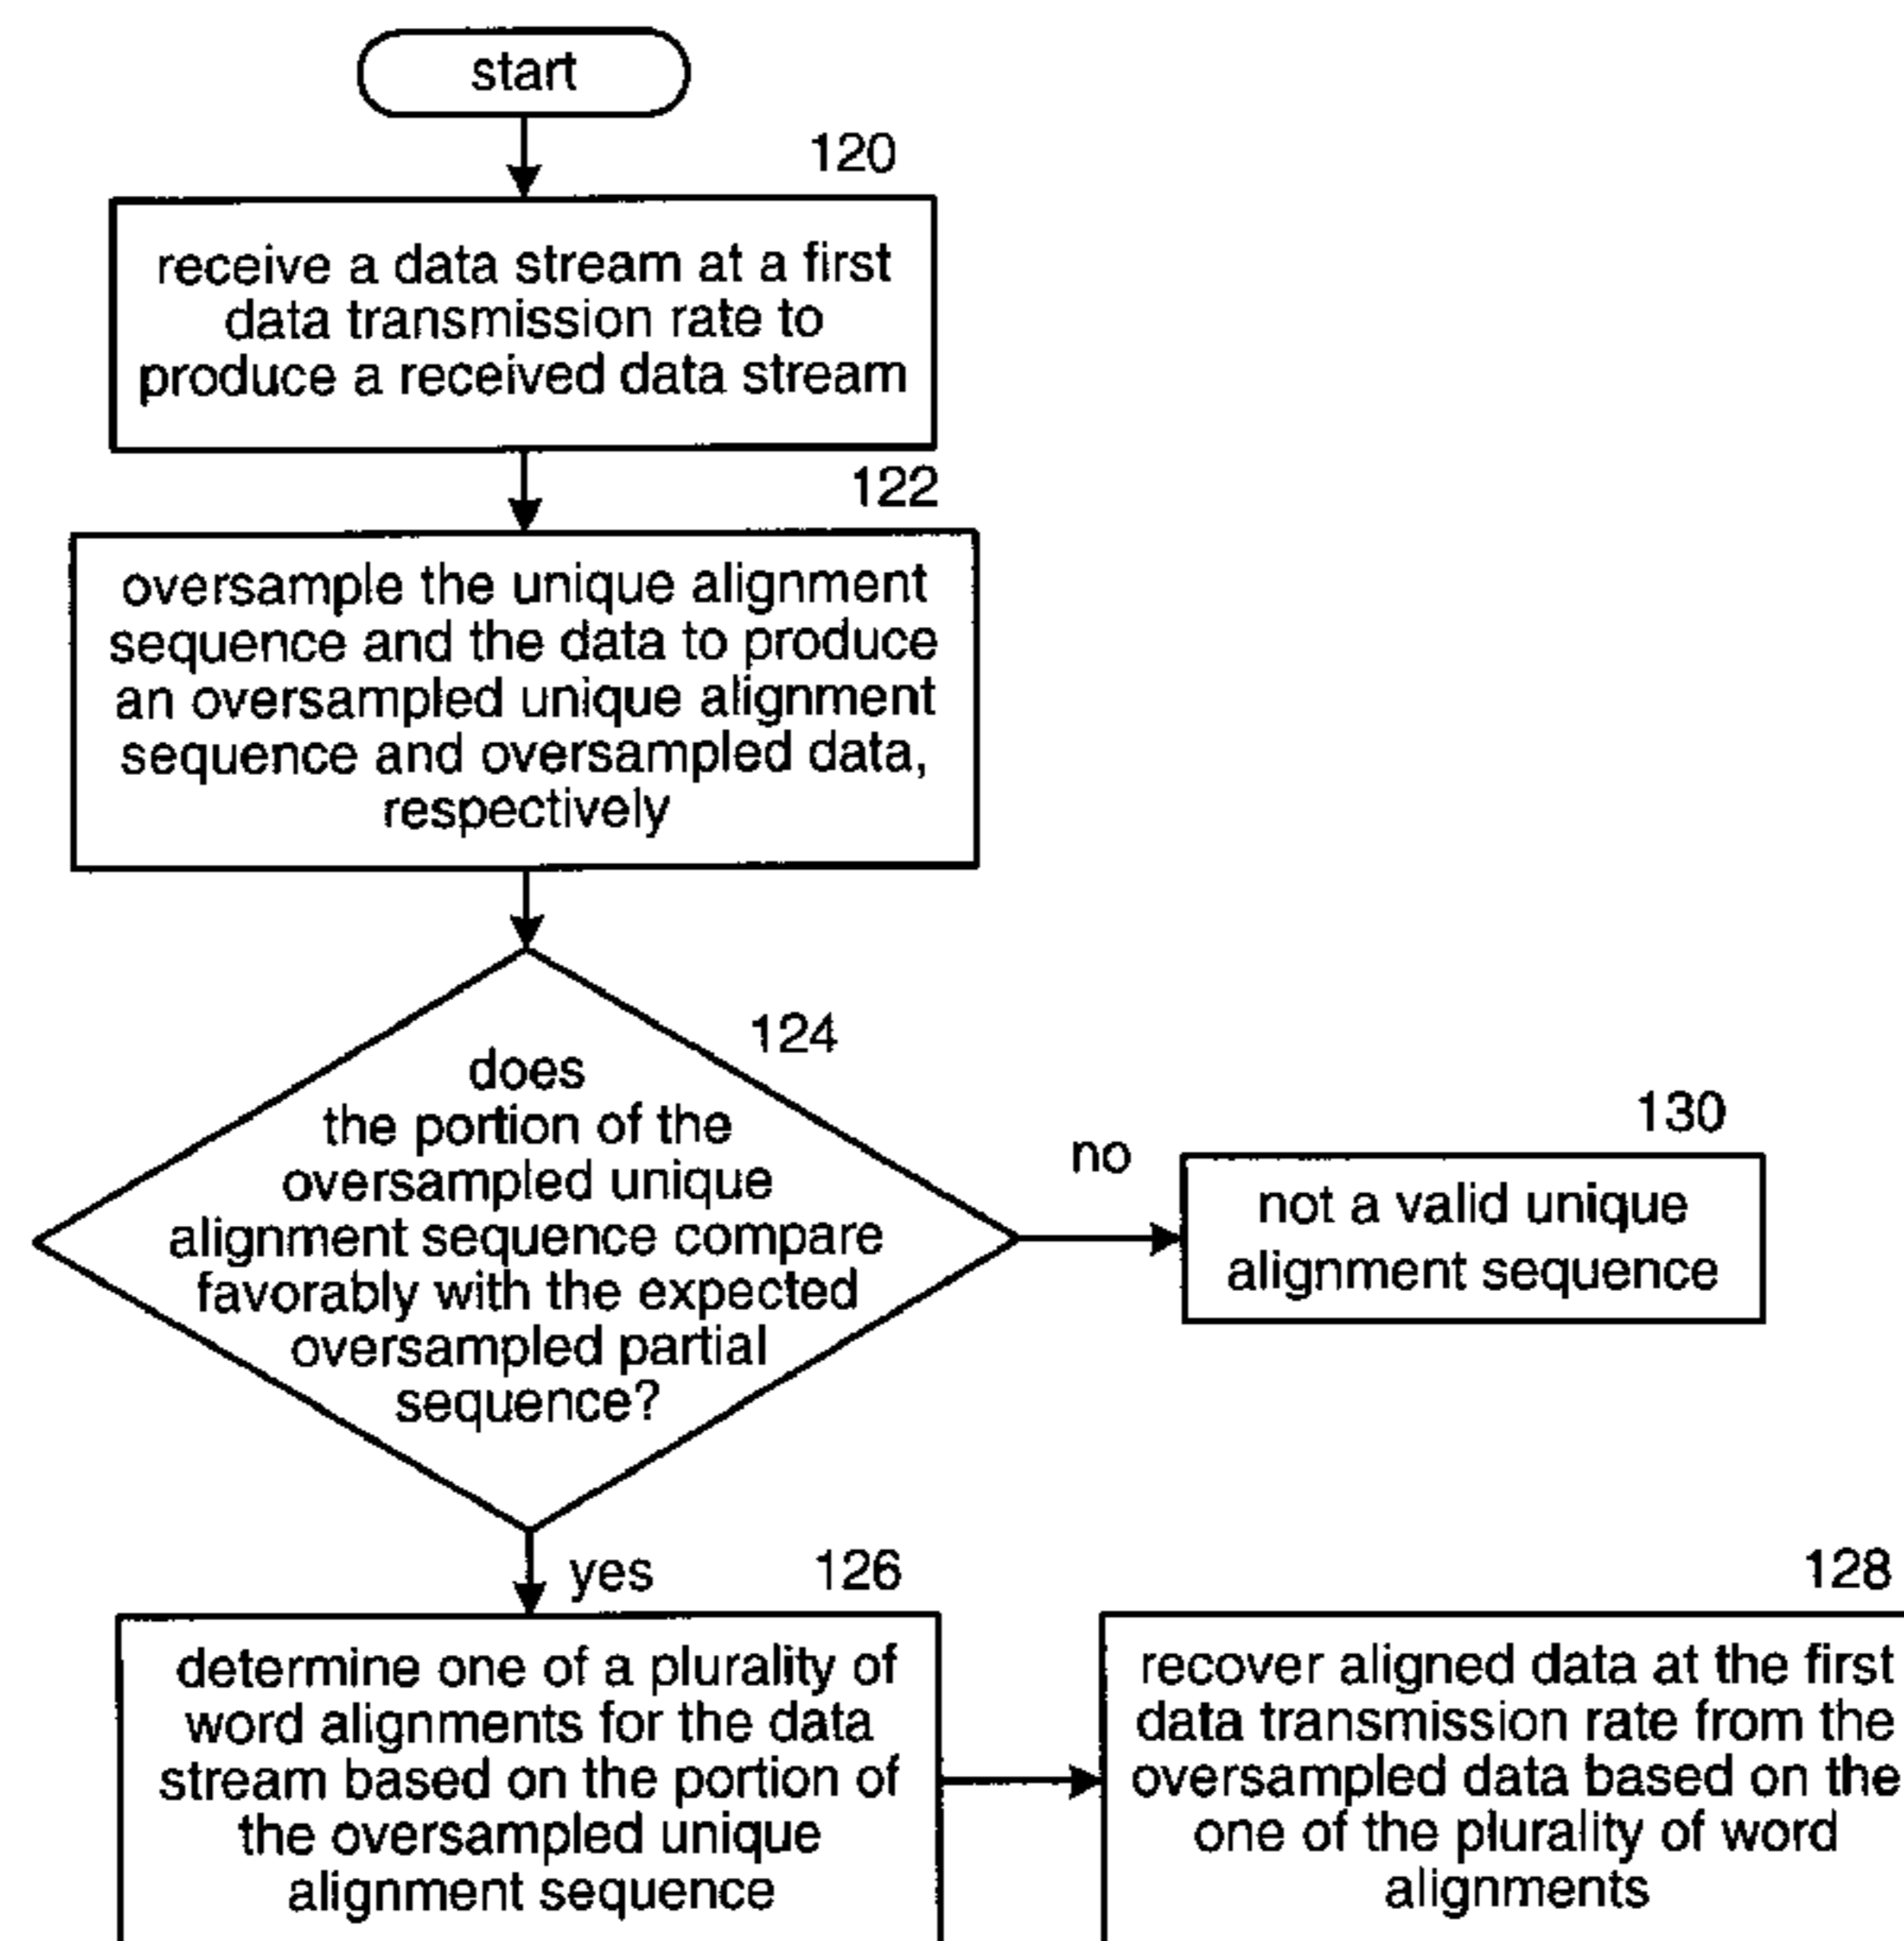 start
120
receive a data stream at a first
data transmission rate to
produce a received data stream
122
oversample the unique alignment
sequence and the data to produce
an oversampled unique alignment
sequence and oversampled data,
respectively
124
does
the portion of the
oversampled unique
alignment sequence compare
favorably with the expected
oversampled partial
sequence?
no
130
not a valid unique
alignment sequence
yes
126
determine one of a plurality of
word alignments for the data
stream based on the portion of
the oversampled unique
alignment sequence
128
recover aligned data at the first
data transmission rate from the
oversampled data based on the
one of the plurality of word
alignments